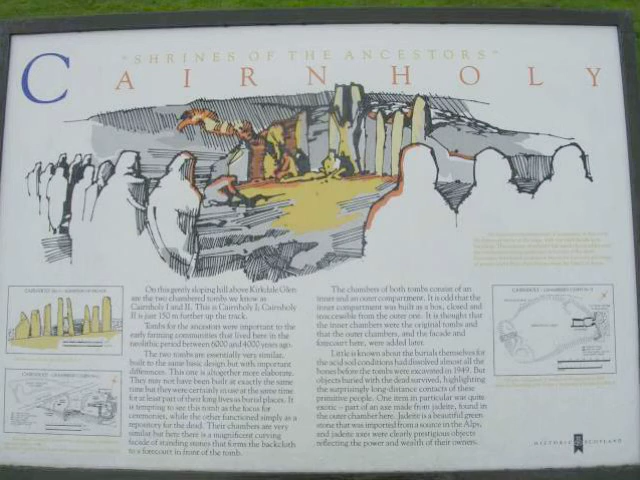 "SHRINES OF THE ANCESTORS"
CAIRNHOLY
On this gently sloping hill above Kirkdale Glen
are the two chambered tombs we know as
Cairnholy I and II. This is Cairnholy I, Cairnholy
II is just 150 m further up the track.
Tombs for the ancestors were important to the
early farming communities that lived here in the
neolithic period between 6000 and 4000 years ago.
The two tombs are essentially very similar,
built to the same basic design but with important
differences. This one is altogether more elaborate.
They may not have been built at exactly the same
time but they were certainly in use at the same time
for at least part of their long lives as burial places. It
is tempting to see this tomb as the focus for
ceremonies, while the other functioned simply as a
repository for the dead. Their chambers are very
similar but here there is a magnificent curving
facade of standing stones that forms the backcloth
to a forecourt in front of the tomb.
The chambers of both tombs consist of an
inner and an outer compartment. It is odd that the
inner compartment was built as a box, closed and
inaccessible from the outer one. It is thought that
the inner chambers were the original tombs and
that the outer chambers, and the facade and
forecourt here, were added later.
Little is known about the burials themselves for
the acid soil conditions had dissolved almost all the
bones before the tombs were excavated in 1949. But
objects buried with the dead survived, highlighting
the surprisingly long-distance contacts of these
primitive people. One item in particular was quite
exotic – part of an axe made from jadeite, found in
the outer chamber here. Jadeite is a beautiful green
stone that was imported from a source in the Alps,
and jadeite axes were clearly prestigious objects
reflecting the power and wealth of their owners.
HISTORIC SCOTLAND